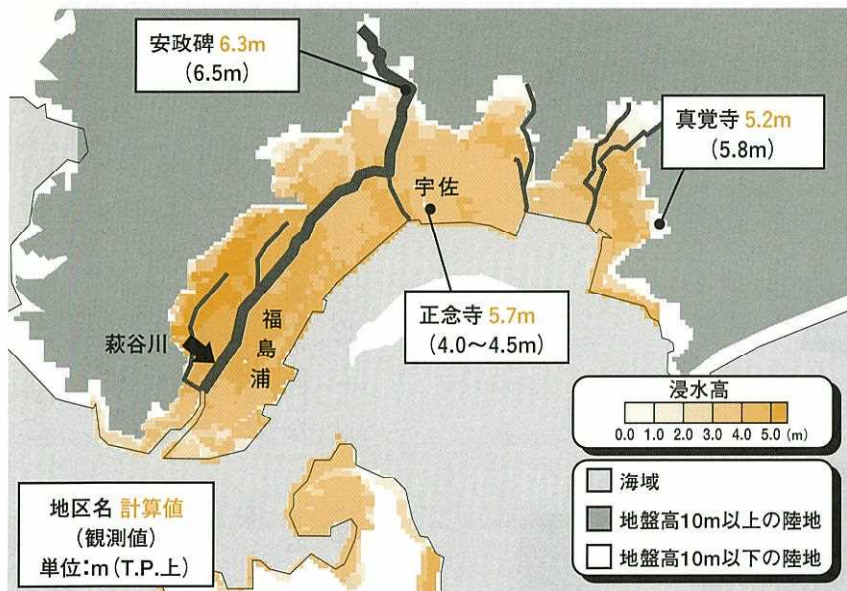 安政碑 6.3m
(6.5m)
真覚寺 5.2m
(5.8m)
宇佐
正念寺 5.7m
(4.0〜4.5m)
萩谷川
福島浦
浸水高
0.0 1.0 2.0 3.0 4.0 5.0 (m)
海域
地盤高10m以上の陸地
地盤高10m以下の陸地
地区名 計算値
(観測値)
単位:m(T.P.上)